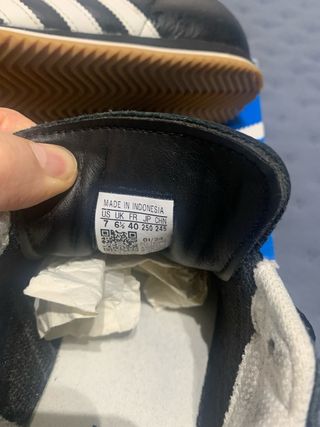 MADE IN INDONESIA
US UK FR JP CHN
7 6½ 40 250 245